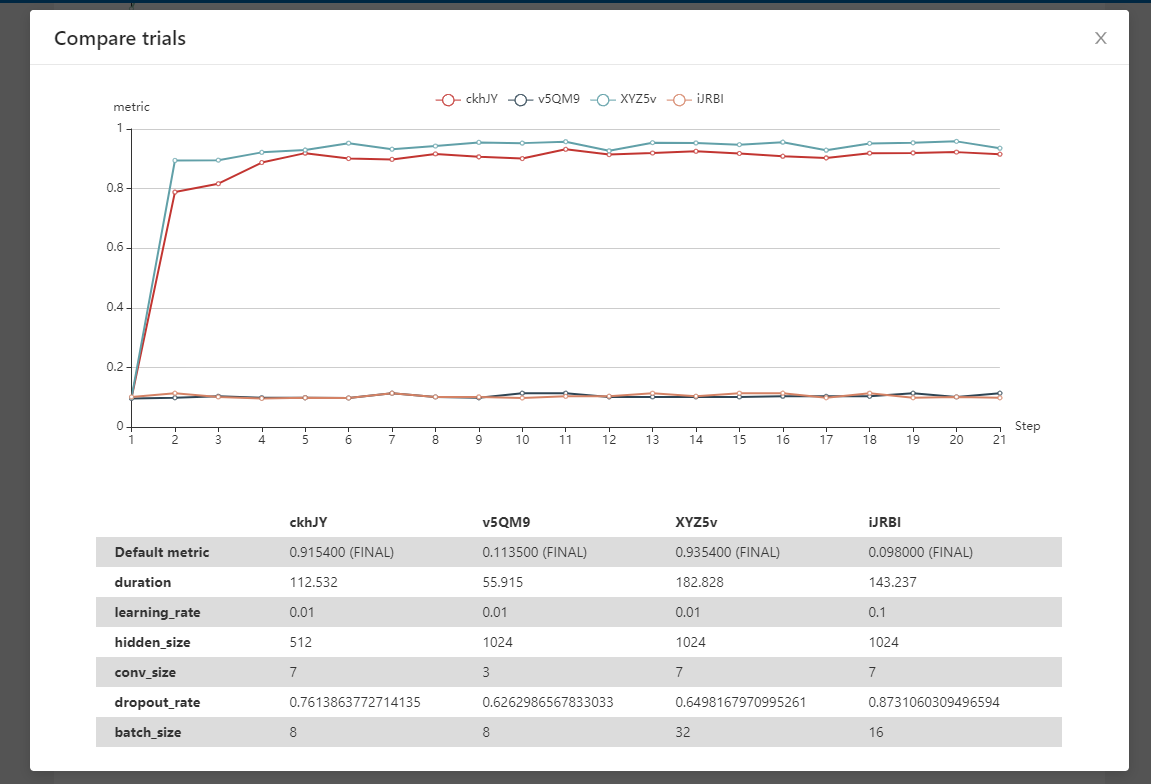 Compare trials X
ckhJY v5QM9 XYZ5v iJRBI
metric
1
0.8
0.6
0.4
0.2
0
Step
1 2 3 4 5 6 7 8 9 10 11 12 13 14 15 16 17 18 19 20 21
ckhJY v5QM9 XYZ5v iJRBI
Default metric 0.915400 (FINAL) 0.113500 (FINAL) 0.935400 (FINAL) 0.098000 (FINAL)
duration 112.532 55.915 182.828 143.237
learning_rate 0.01 0.01 0.01 0.1
hidden_size 512 1024 1024 1024
conv_size 7 3 7 7
dropout_rate 0.7613863772714135 0.6262986567833033 0.6498167970995261 0.8731060309496594
batch_size 8 8 32 16